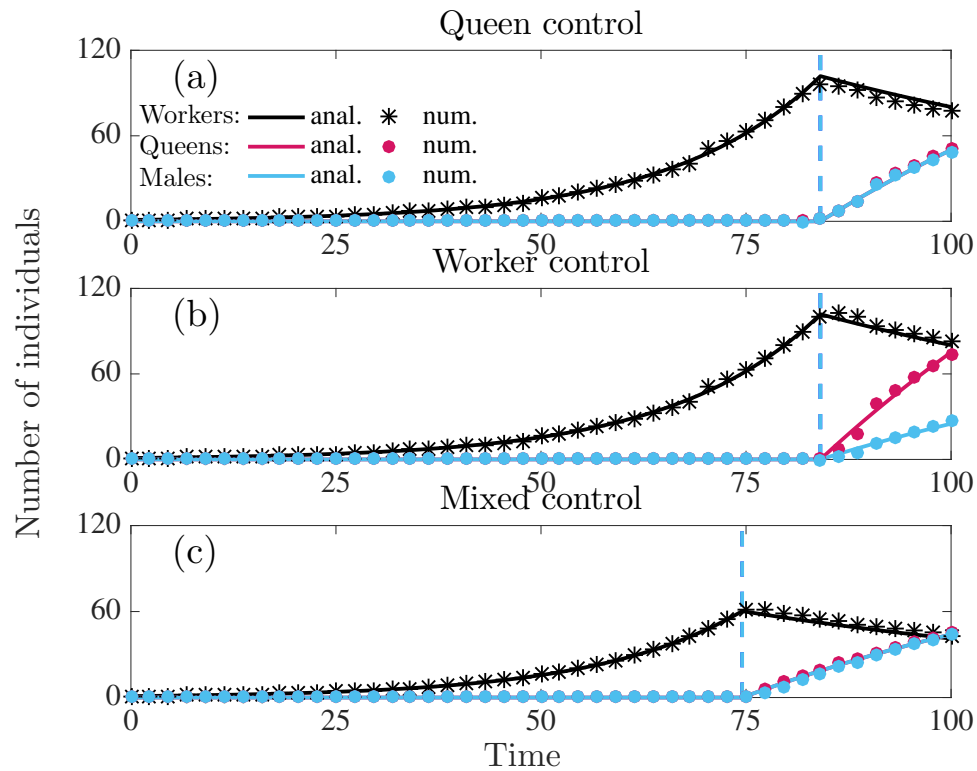 Queen control
(a)
Workers: anal. num.
Queens: anal. num.
Males: anal. num.
120
60
0
0 25 50 75 100
Worker control
(b)
120
60
0
0 25 50 75 100
Mixed control
(c)
120
60
0
0 25 50 75 100
Time
Number of individuals